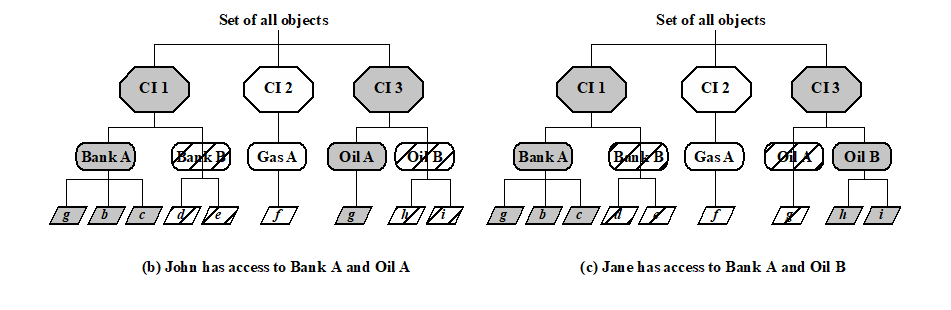 Set of all objects
CI 1 CI 2 CI 3
Bank A Bank B Gas A Oil A Oil B
g b c d e f g h i
(b) John has access to Bank A and Oil A
Set of all objects
CI 1 CI 2 CI 3
Bank A Bank B Gas A Oil A Oil B
g b c d e f g h i
(c) Jane has access to Bank A and Oil B